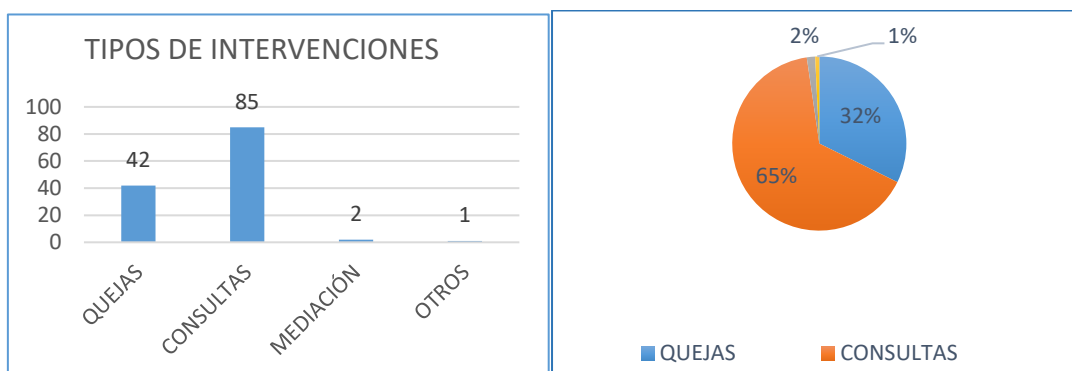 TIPOS DE INTERVENCIONES
100
80
60
40
20
0
42
85
2
1
QUEJAS
CONSULTAS
MEDIACIÓN
OTROS
2%
1%
32%
65%
QUEJAS
CONSULTAS